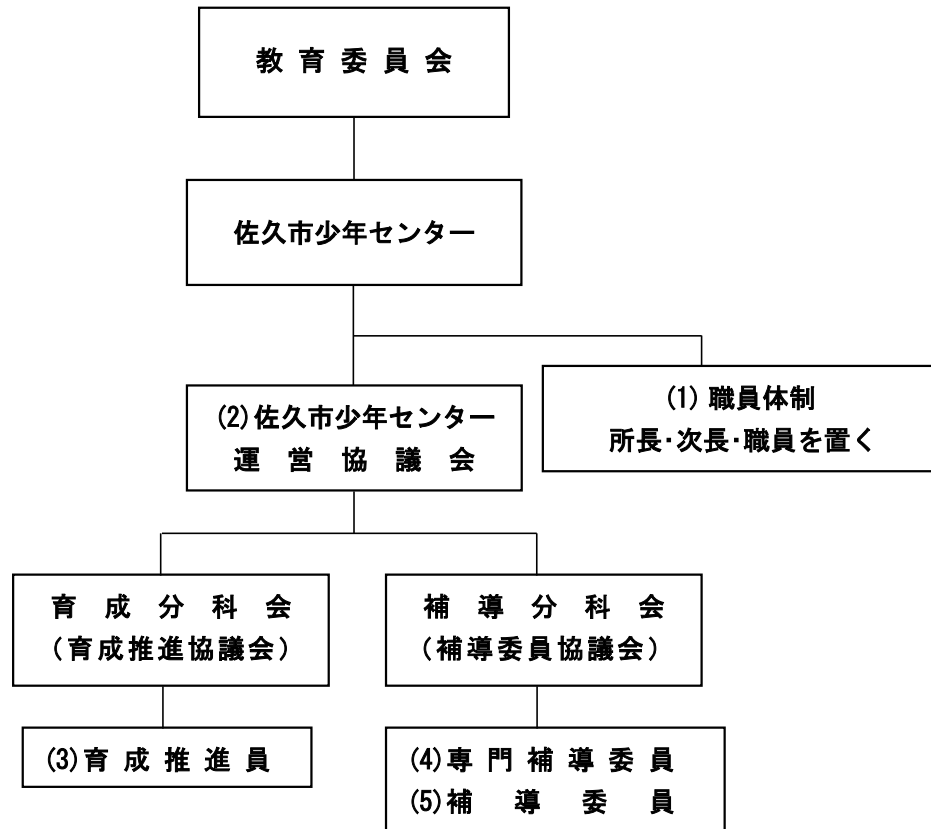 教育委員会
佐久市少年センター
(1)職員体制
所長・次長・職員を置く
(2)佐久市少年センター
運営協議会
育成分科会
（育成推進協議会）
補導分科会
（補導委員協議会）
(3)育成推進員
(4)専門補導委員
(5)補導委員